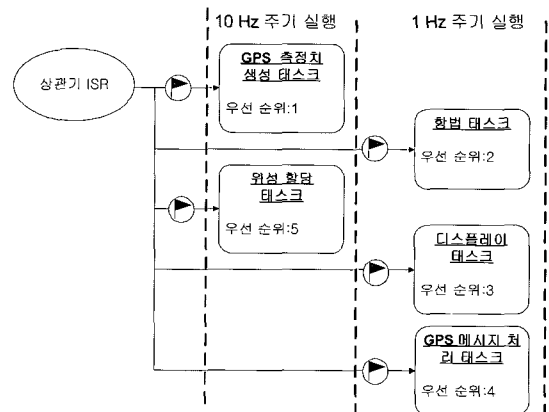 10 Hz 주기 실행
1 Hz 주기 실행
상관기 ISR
GPS 측정치
생성 태스크
우선 순위:1
항법 태스크
우선 순위:2
위성 할당
태스크
우선 순위:5
디스플레이
태스크
우선 순위:3
GPS 메시지 처
리 태스크
우선 순위:4